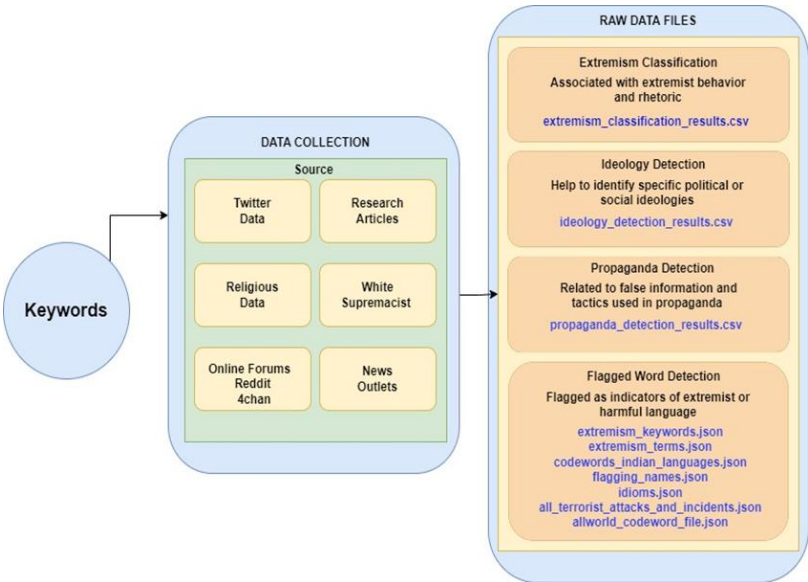 Keywords
DATA COLLECTION
Source
Twitter
Data
Research
Articles
Religious
Data
White
Supremacist
Online Forums
Reddit
4chan
News
Outlets
RAW DATA FILES
Extremism Classification
Associated with extremist behavior
and rhetoric
extremism_classification_results.csv
Ideology Detection
Help to identify specific political or
social ideologies
ideology_detection_results.csv
Propaganda Detection
Related to false information and
tactics used in propaganda
propaganda_detection_results.csv
Flagged Word Detection
Flagged as indicators of extremist or
harmful language
extremism_keywords.json
extremism_terms.json
codewords_indian_languages.json
flagging_names.json
idioms.json
all_terrorist_attacks_and_incidents.json
allworld_codeword_file.json